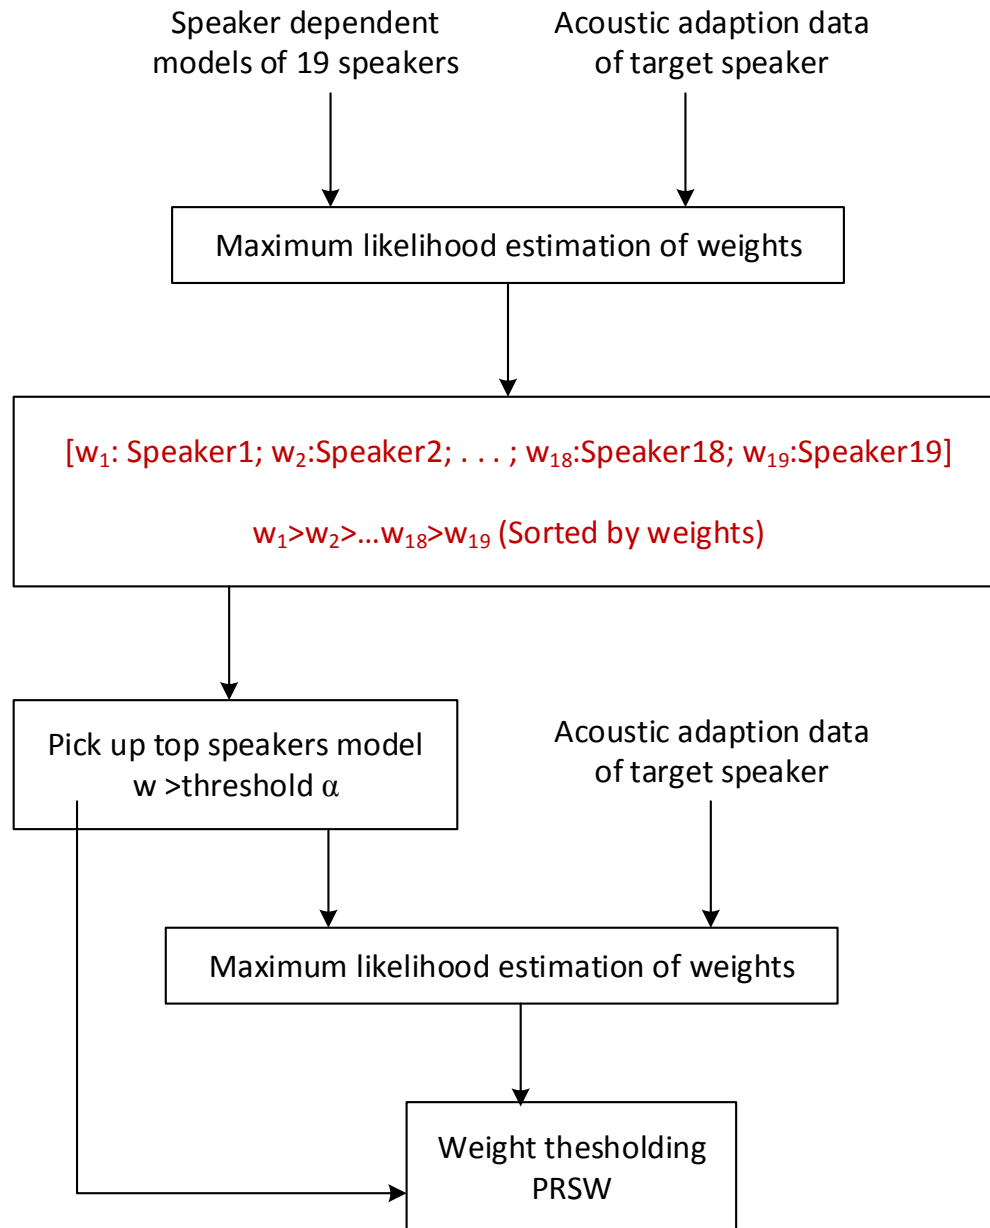 Speaker dependent
models of 19 speakers
Acoustic adaption data
of target speaker
Maximum likelihood estimation of weights
[w₁: Speaker1; w₂:Speaker2; . . . ; w₁₈:Speaker18; w₁₉:Speaker19]
w₁>w₂>...w₁₈>w₁₉ (Sorted by weights)
Pick up top speakers model
w >threshold α
Acoustic adaption data
of target speaker
Maximum likelihood estimation of weights
Weight thesholding
PRSW